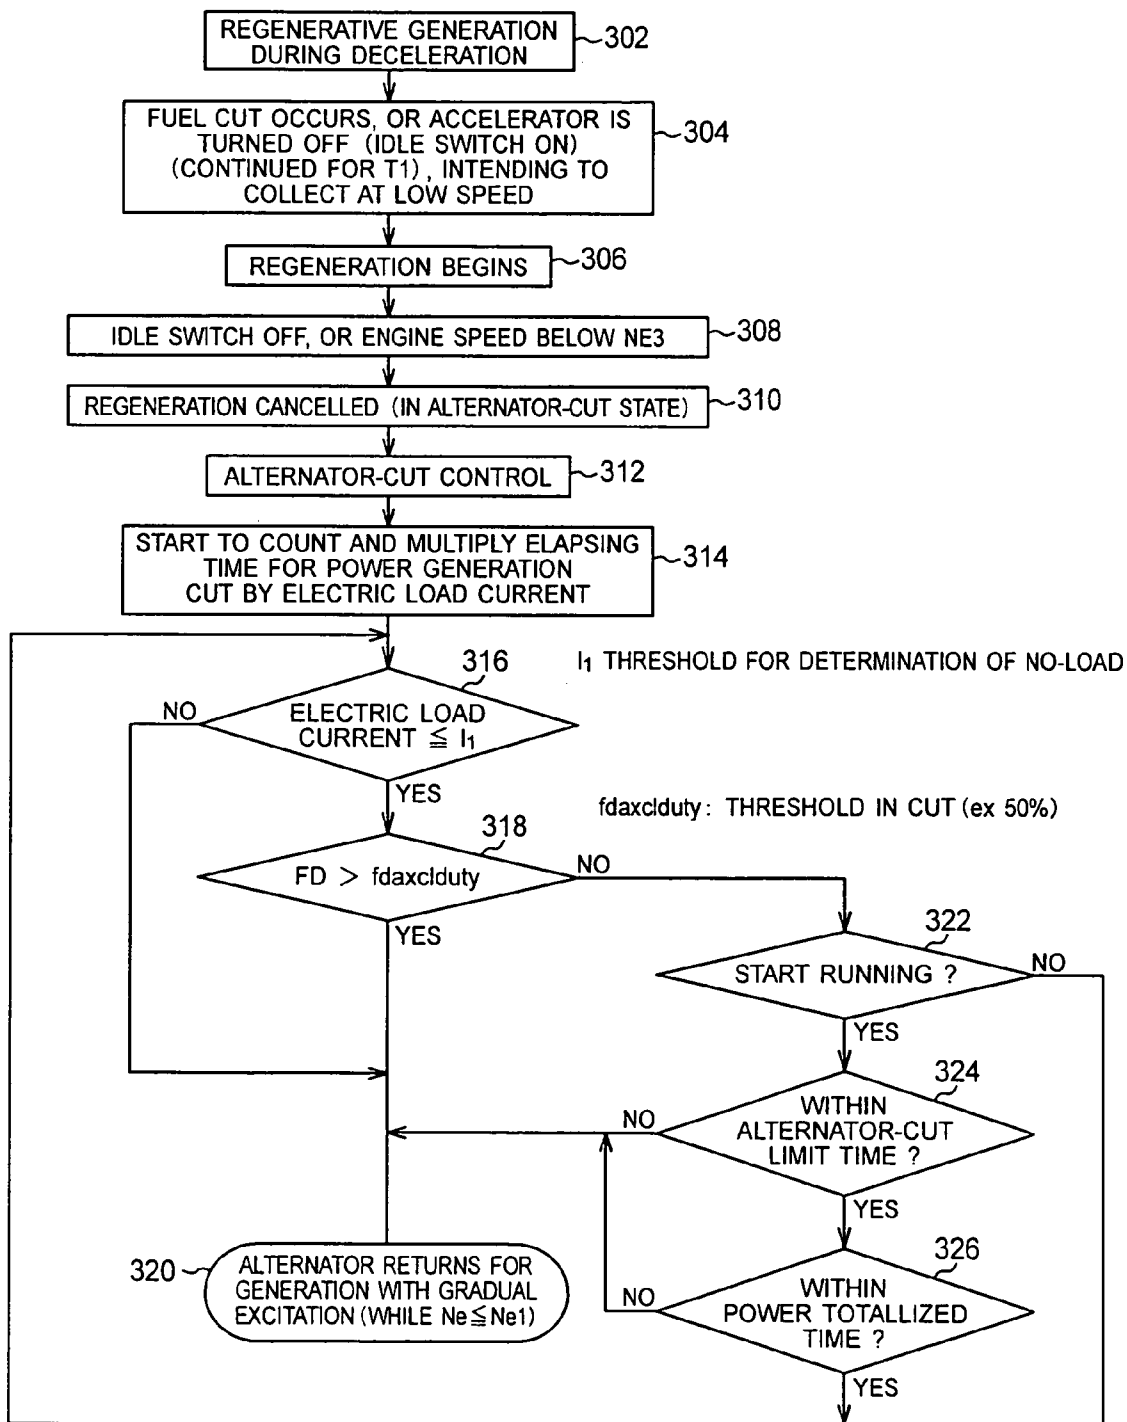 REGENERATIVE GENERATION
DURING DECELERATION
302
FUEL CUT OCCURS, OR ACCELERATOR IS
TURNED OFF (IDLE SWITCH ON)
(CONTINUED FOR T1), INTENDING TO
COLLECT AT LOW SPEED
304
REGENERATION BEGINS
306
IDLE SWITCH OFF, OR ENGINE SPEED BELOW NE3
308
REGENERATION CANCELLED (IN ALTERNATOR-CUT STATE)
310
ALTERNATOR-CUT CONTROL
312
START TO COUNT AND MULTIPLY ELAPSING
TIME FOR POWER GENERATION
CUT BY ELECTRIC LOAD CURRENT
314
316
I1 THRESHOLD FOR DETERMINATION OF NO-LOAD
NO
ELECTRIC LOAD
CURRENT ≦ I1
YES
fdaxclduty: THRESHOLD IN CUT (ex 50%)
318
FD > fdaxclduty
NO
YES
322
START RUNNING ?
NO
YES
324
NO
WITHIN
ALTERNATOR-CUT
LIMIT TIME ?
YES
326
NO
WITHIN
POWER TOTALLIZED
TIME ?
YES
320
ALTERNATOR RETURNS FOR
GENERATION WITH GRADUAL
EXCITATION (WHILE Ne≦Ne1)